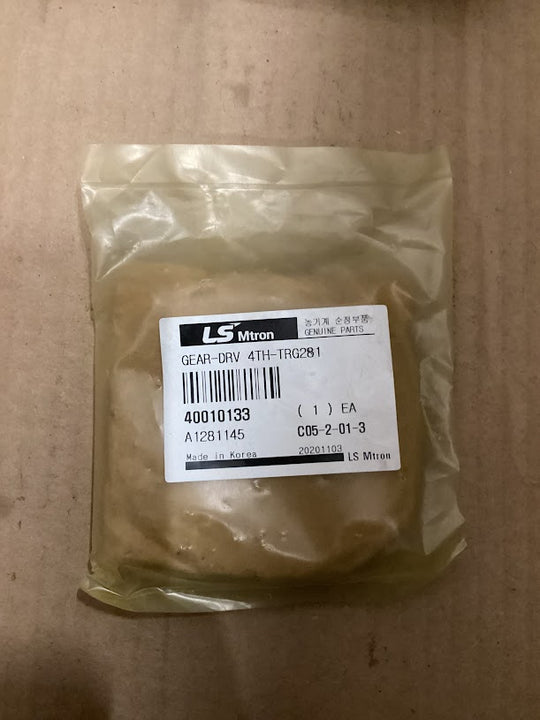 LS Mtron
농기계 순정부품
GENUINE PARTS
GEAR-DRV 4TH-TRG281
40010133 ( 1 ) EA
A1281145 C05-2-01-3
Made in Korea 20201103 LS Mtron